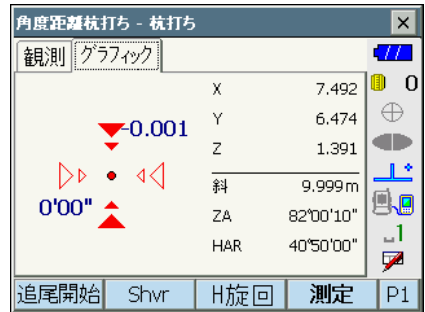 角度距離杭打ち - 杭打ち
観測 グラフィック
0
X 7.492
-0.001
Y 6.474
Z 1.391
斜 9.999m
0'00"
ZA 82°00'10"
HAR 40°50'00"
1
追尾開始 Shvr H旋回 測定 P1